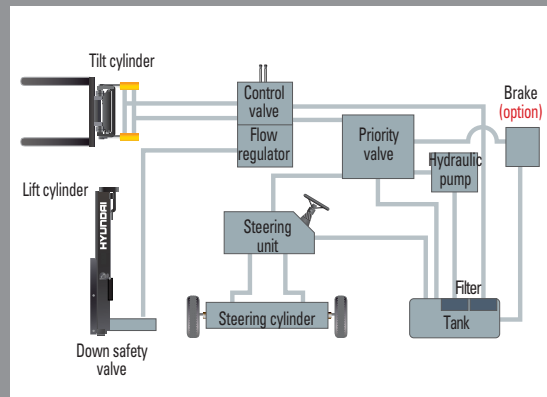 Tilt cylinder
Control
valve
Flow
regulator
Priority
valve
Brake
(option)
Hydraulic
pump
Lift cylinder
HYUNDAI
Steering
unit
Filter
Tank
Steering cylinder
Down safety
valve